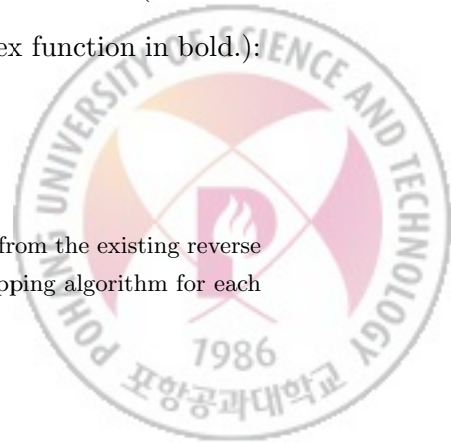 ex function in bold.):
POHANG UNIVERSITY OF SCIENCE AND TECHNOLOGY
from the existing reverse
pping algorithm for each
1986
포항공과대학교